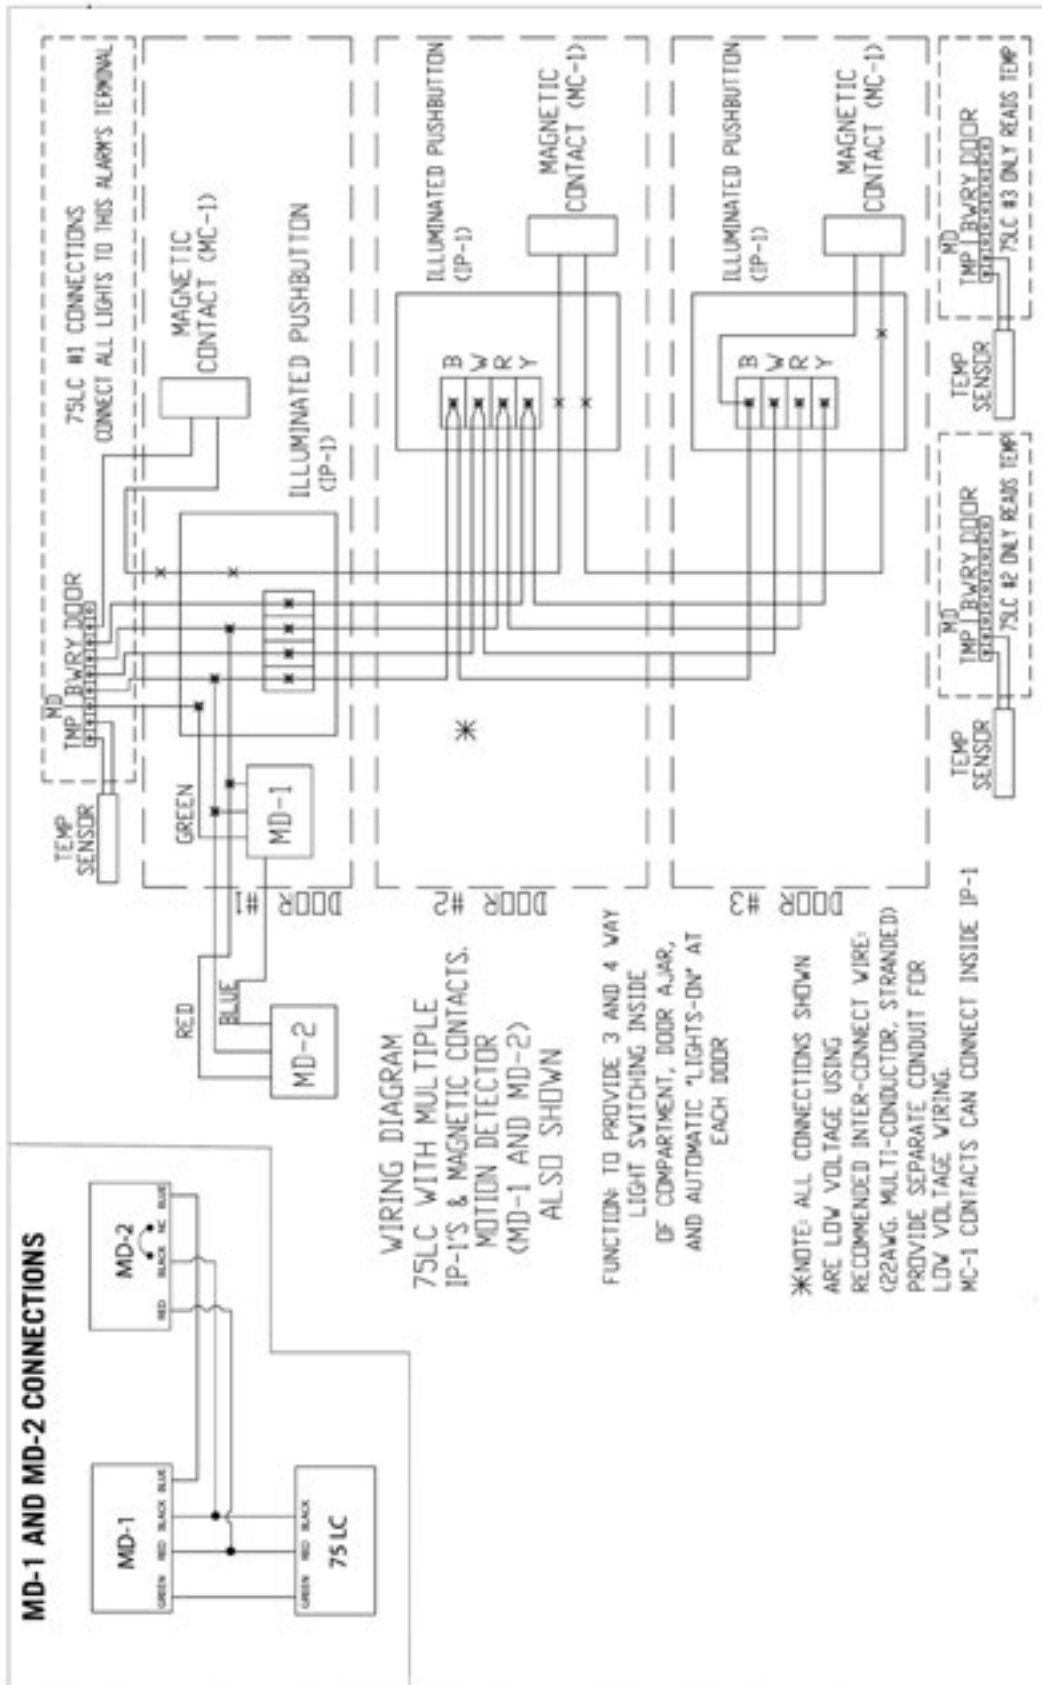 MD-1 AND MD-2 CONNECTIONS
MD-1
GREEN RED BLACK BLUE
75 LC
GREEN RED BLACK
MD-2
RED BLACK NC BLUE
TEMP
SENSOR
MD
TMP BWRY DOOR
75LC #1 CONNECTIONS
CONNECT ALL LIGHTS TO THIS ALARM'S TERMINAL
RED
BLUE
GREEN
MD-2
MD-1
MAGNETIC
CONTACT (MC-1)
ILLUMINATED PUSHBUTTON
(IP-1)
DOOR
#1
ILLUMINATED PUSHBUTTON
(IP-1)
B
W
R
Y
MAGNETIC
CONTACT (MC-1)
DOOR
#2
ILLUMINATED PUSHBUTTON
(IP-1)
B
W
R
Y
MAGNETIC
CONTACT (MC-1)
DOOR
#3
WIRING DIAGRAM
75LC WITH MULTIPLE
IP-1'S & MAGNETIC CONTACTS.
MOTION DETECTOR
(MD-1 AND MD-2)
ALSO SHOWN
FUNCTION: TO PROVIDE 3 AND 4 WAY
LIGHT SWITCHING INSIDE
OF COMPARTMENT, DOOR AJAR,
AND AUTOMATIC "LIGHTS-ON" AT
EACH DOOR
*NOTE: ALL CONNECTIONS SHOWN
ARE LOW VOLTAGE USING
RECOMMENDED INTER-CONNECT WIRE:
(22AWG, MULTI-CONDUCTOR, STRANDED)
PROVIDE SEPARATE CONDUIT FOR
LOW VOLTAGE WIRING.
MC-1 CONTACTS CAN CONNECT INSIDE IP-1
TEMP
SENSOR
MD
TMP BWRY DOOR
75LC #2 ONLY READS TEMP
TEMP
SENSOR
MD
TMP BWRY DOOR
75LC #3 ONLY READS TEMP